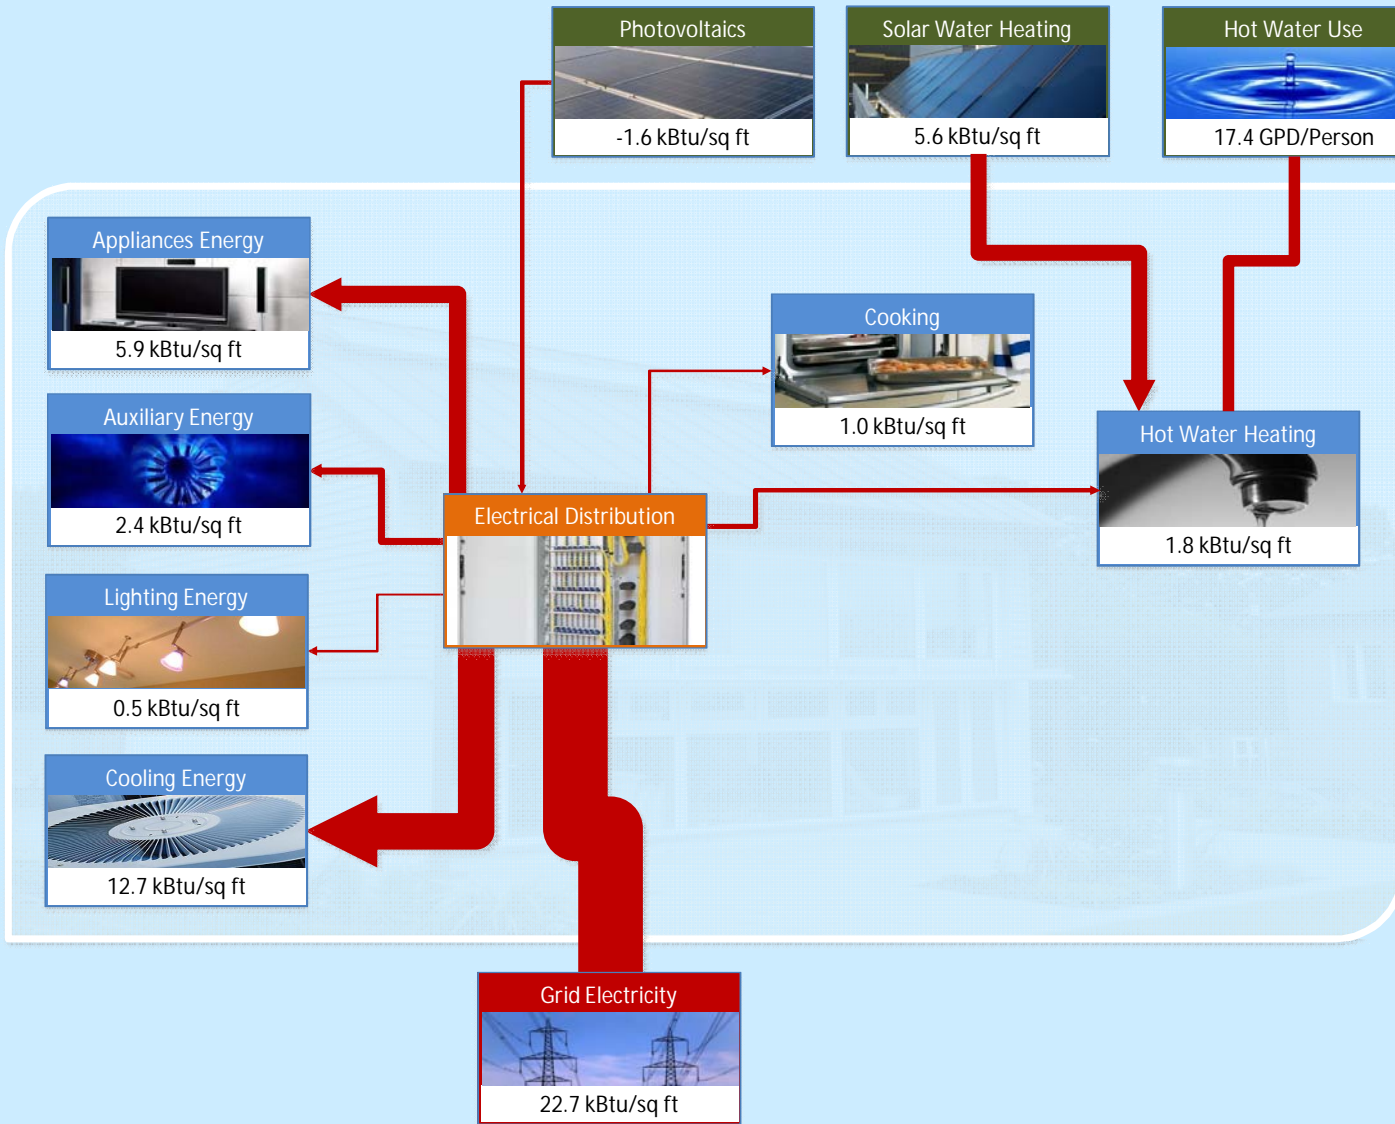 Photovoltaics
-1.6 kBtu/sq ft
Solar Water Heating
5.6 kBtu/sq ft
Hot Water Use
17.4 GPD/Person
Appliances Energy
5.9 kBtu/sq ft
Cooking
1.0 kBtu/sq ft
Auxiliary Energy
2.4 kBtu/sq ft
Hot Water Heating
1.8 kBtu/sq ft
Electrical Distribution
Lighting Energy
0.5 kBtu/sq ft
Cooling Energy
12.7 kBtu/sq ft
Grid Electricity
22.7 kBtu/sq ft